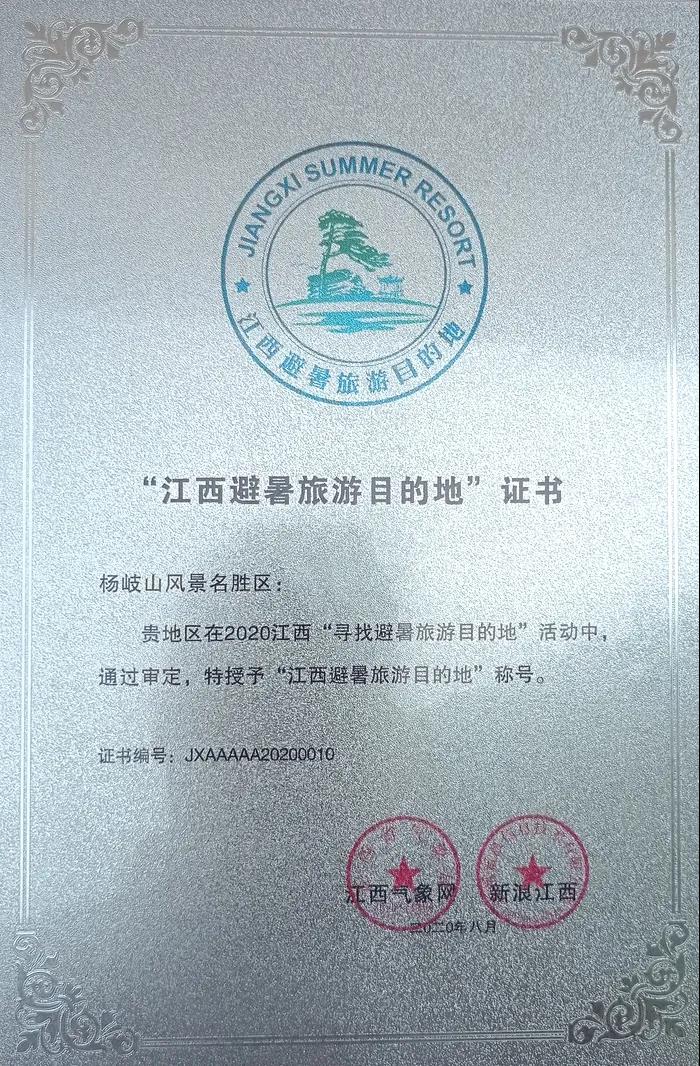 JIANGXI SUMMER RESORT
江西避暑旅游目的地
“江西避暑旅游目的地”证书
杨岐山风景名胜区：
贵地区在2020江西“寻找避暑旅游目的地”活动中，
通过审定，特授予“江西避暑旅游目的地”称号。
证书编号：JXAAAAA20200010
江西气象网 新浪江西
二〇二〇年八月